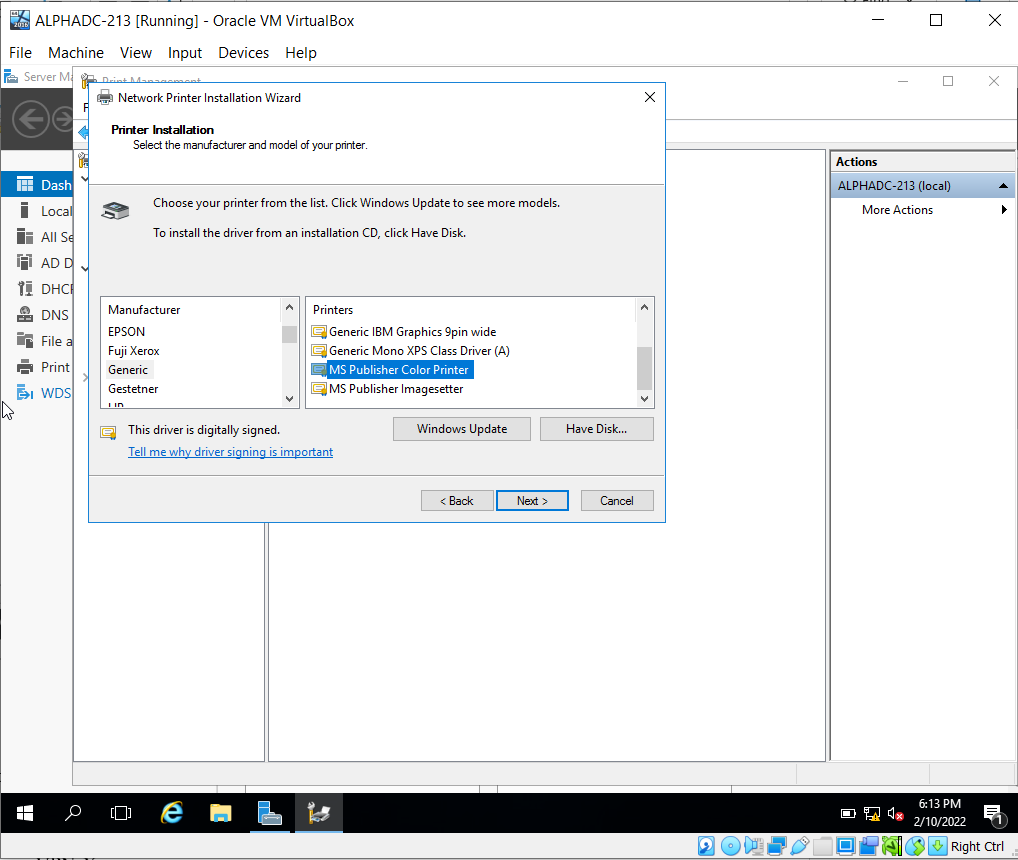 ALPHADC-213 [Running] - Oracle VM VirtualBox
File Machine View Input Devices Help
Server Ma
Print Management
Network Printer Installation Wizard
Printer Installation
Select the manufacturer and model of your printer.
Choose your printer from the list. Click Windows Update to see more models.
To install the driver from an installation CD, click Have Disk.
Manufacturer
EPSON
Fuji Xerox
Generic
Gestetner
Printers
Generic IBM Graphics 9pin wide
Generic Mono XPS Class Driver (A)
MS Publisher Color Printer
MS Publisher Imagesetter
This driver is digitally signed.
Tell me why driver signing is important
Windows Update
Have Disk...
< Back
Next >
Cancel
Dash
Local
All Se
AD D
DHCP
DNS
File a
Print
WDS
Actions
ALPHADC-213 (local)
More Actions
6:13 PM
2/10/2022
1
Right Ctrl